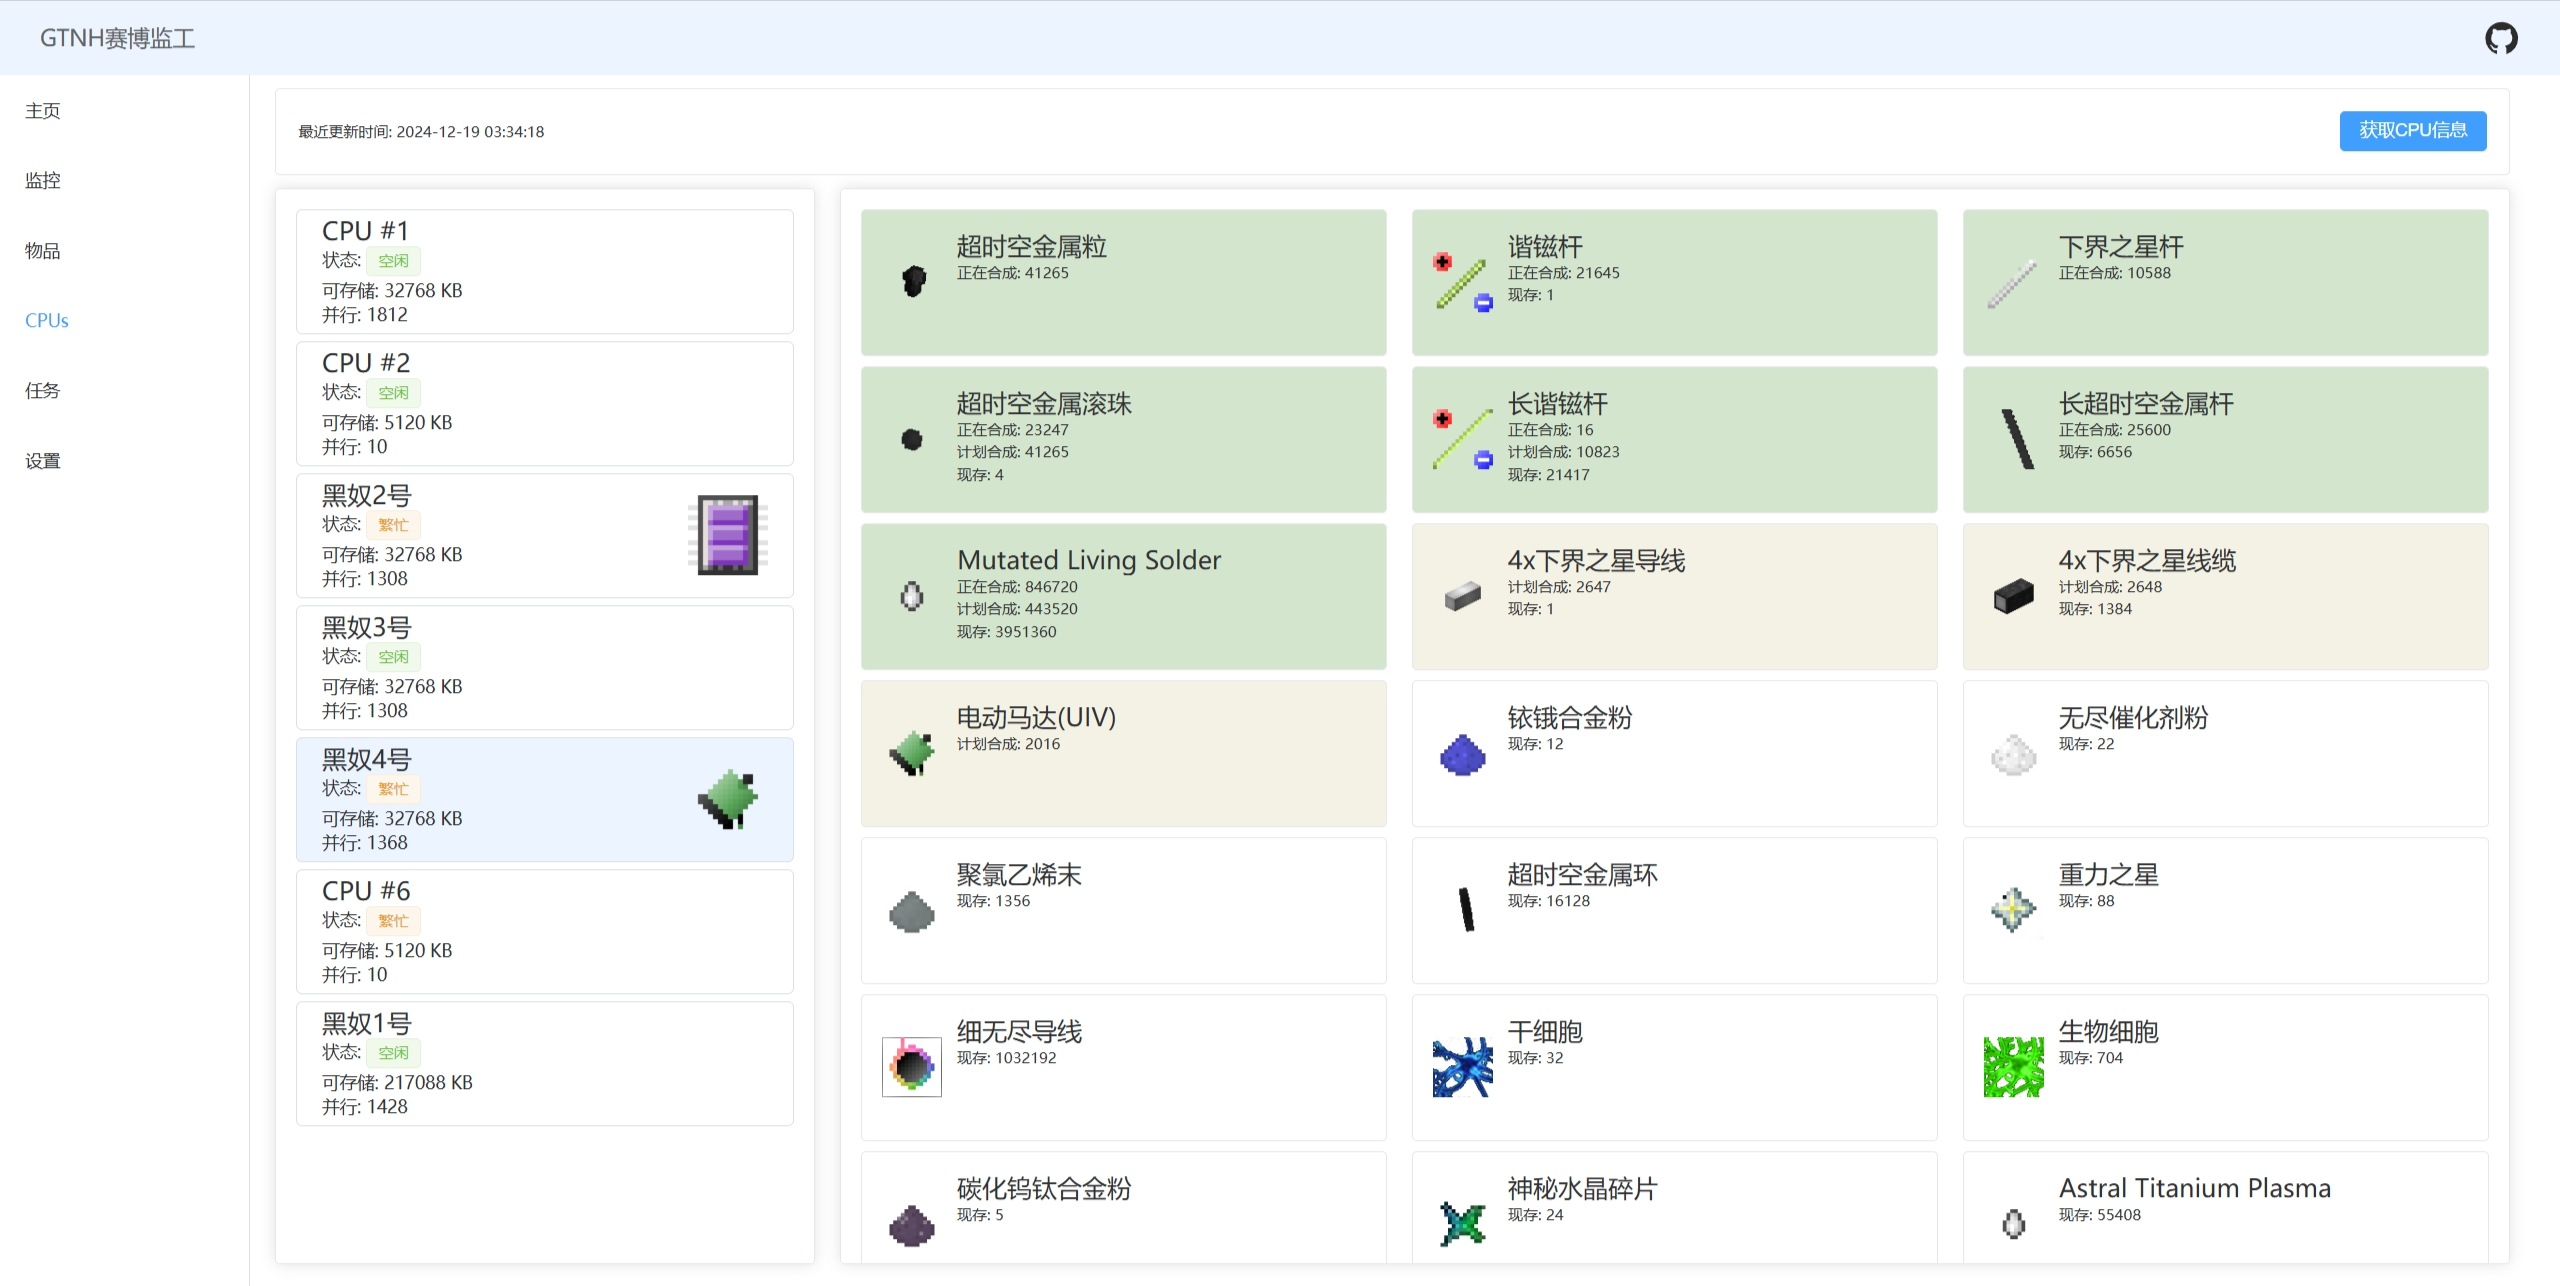 GTNH赛博监工
主页
监控
物品
CPUs
任务
设置
最近更新时间: 2024-12-19 03:34:18
获取CPU信息
CPU #1
状态: 空闲
可存储: 32768 KB
并行: 1812
CPU #2
状态: 空闲
可存储: 5120 KB
并行: 10
黑奴2号
状态: 繁忙
可存储: 32768 KB
并行: 1308
黑奴3号
状态: 空闲
可存储: 32768 KB
并行: 1308
黑奴4号
状态: 繁忙
可存储: 32768 KB
并行: 1368
CPU #6
状态: 繁忙
可存储: 5120 KB
并行: 10
黑奴1号
状态: 空闲
可存储: 217088 KB
并行: 1428
超时空金属粒
正在合成: 41265
谐镃杆
正在合成: 21645
现存: 1
下界之星杆
正在合成: 10588
超时空金属滚珠
正在合成: 23247
计划合成: 41265
现存: 4
长谐镃杆
正在合成: 16
计划合成: 10823
现存: 21417
长超时空金属杆
正在合成: 25600
现存: 6656
Mutated Living Solder
正在合成: 846720
计划合成: 443520
现存: 3951360
4x下界之星导线
计划合成: 2647
现存: 1
4x下界之星线缆
计划合成: 2648
现存: 1384
电动马达(UIV)
计划合成: 2016
铱锇合金粉
现存: 12
无尽催化剂粉
现存: 22
聚氯乙烯末
现存: 1356
超时空金属环
现存: 16128
重力之星
现存: 88
细无尽导线
现存: 1032192
干细胞
现存: 32
生物细胞
现存: 704
碳化钨钛合金粉
现存: 5
神秘水晶碎片
现存: 24
Astral Titanium Plasma
现存: 55408